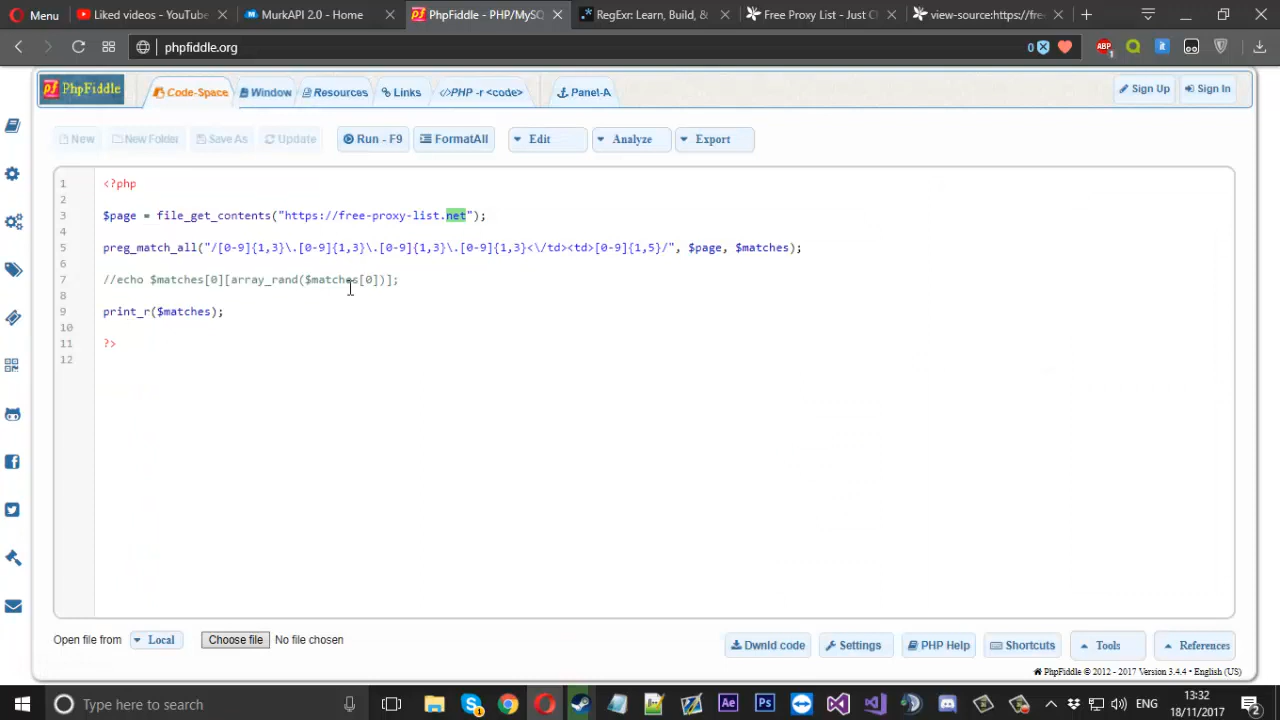 Menu
Liked videos - YouTube
MurkAPI 2.0 - Home
PhpFiddle - PHP/MySQ
RegExr: Learn, Build, &
Free Proxy List - Just C
view-source:https://fre
phpfiddle.org
0
ABP
1
PhpFiddle
Code-Space
Window
Resources
Links
</>PHP -r <code>
Panel-A
Sign Up
Sign In
New
New Folder
Save As
Update
Run - F9
FormatAll
Edit
Analyze
Export
1 <?php
2
3 $page = file_get_contents("https://free-proxy-list.net");
4
5 preg_match_all("/[0-9]{1,3}\.[0-9]{1,3}\.[0-9]{1,3}\.[0-9]{1,3}<\/td><td>[0-9]{1,5}/", $page, $matches);
6
7 //echo $matches[0][array_rand($matches[0])];
8
9 print_r($matches);
10
11 ?>
12
Open file from
Local
Choose file
No file chosen
Dwnld code
Settings
PHP Help
Shortcuts
Tools
References
PhpFiddle © 2012 - 2017 Version 3.4.4 • English (US)
Type here to search
Ae
Ps
ENG
13:32
18/11/2017
2